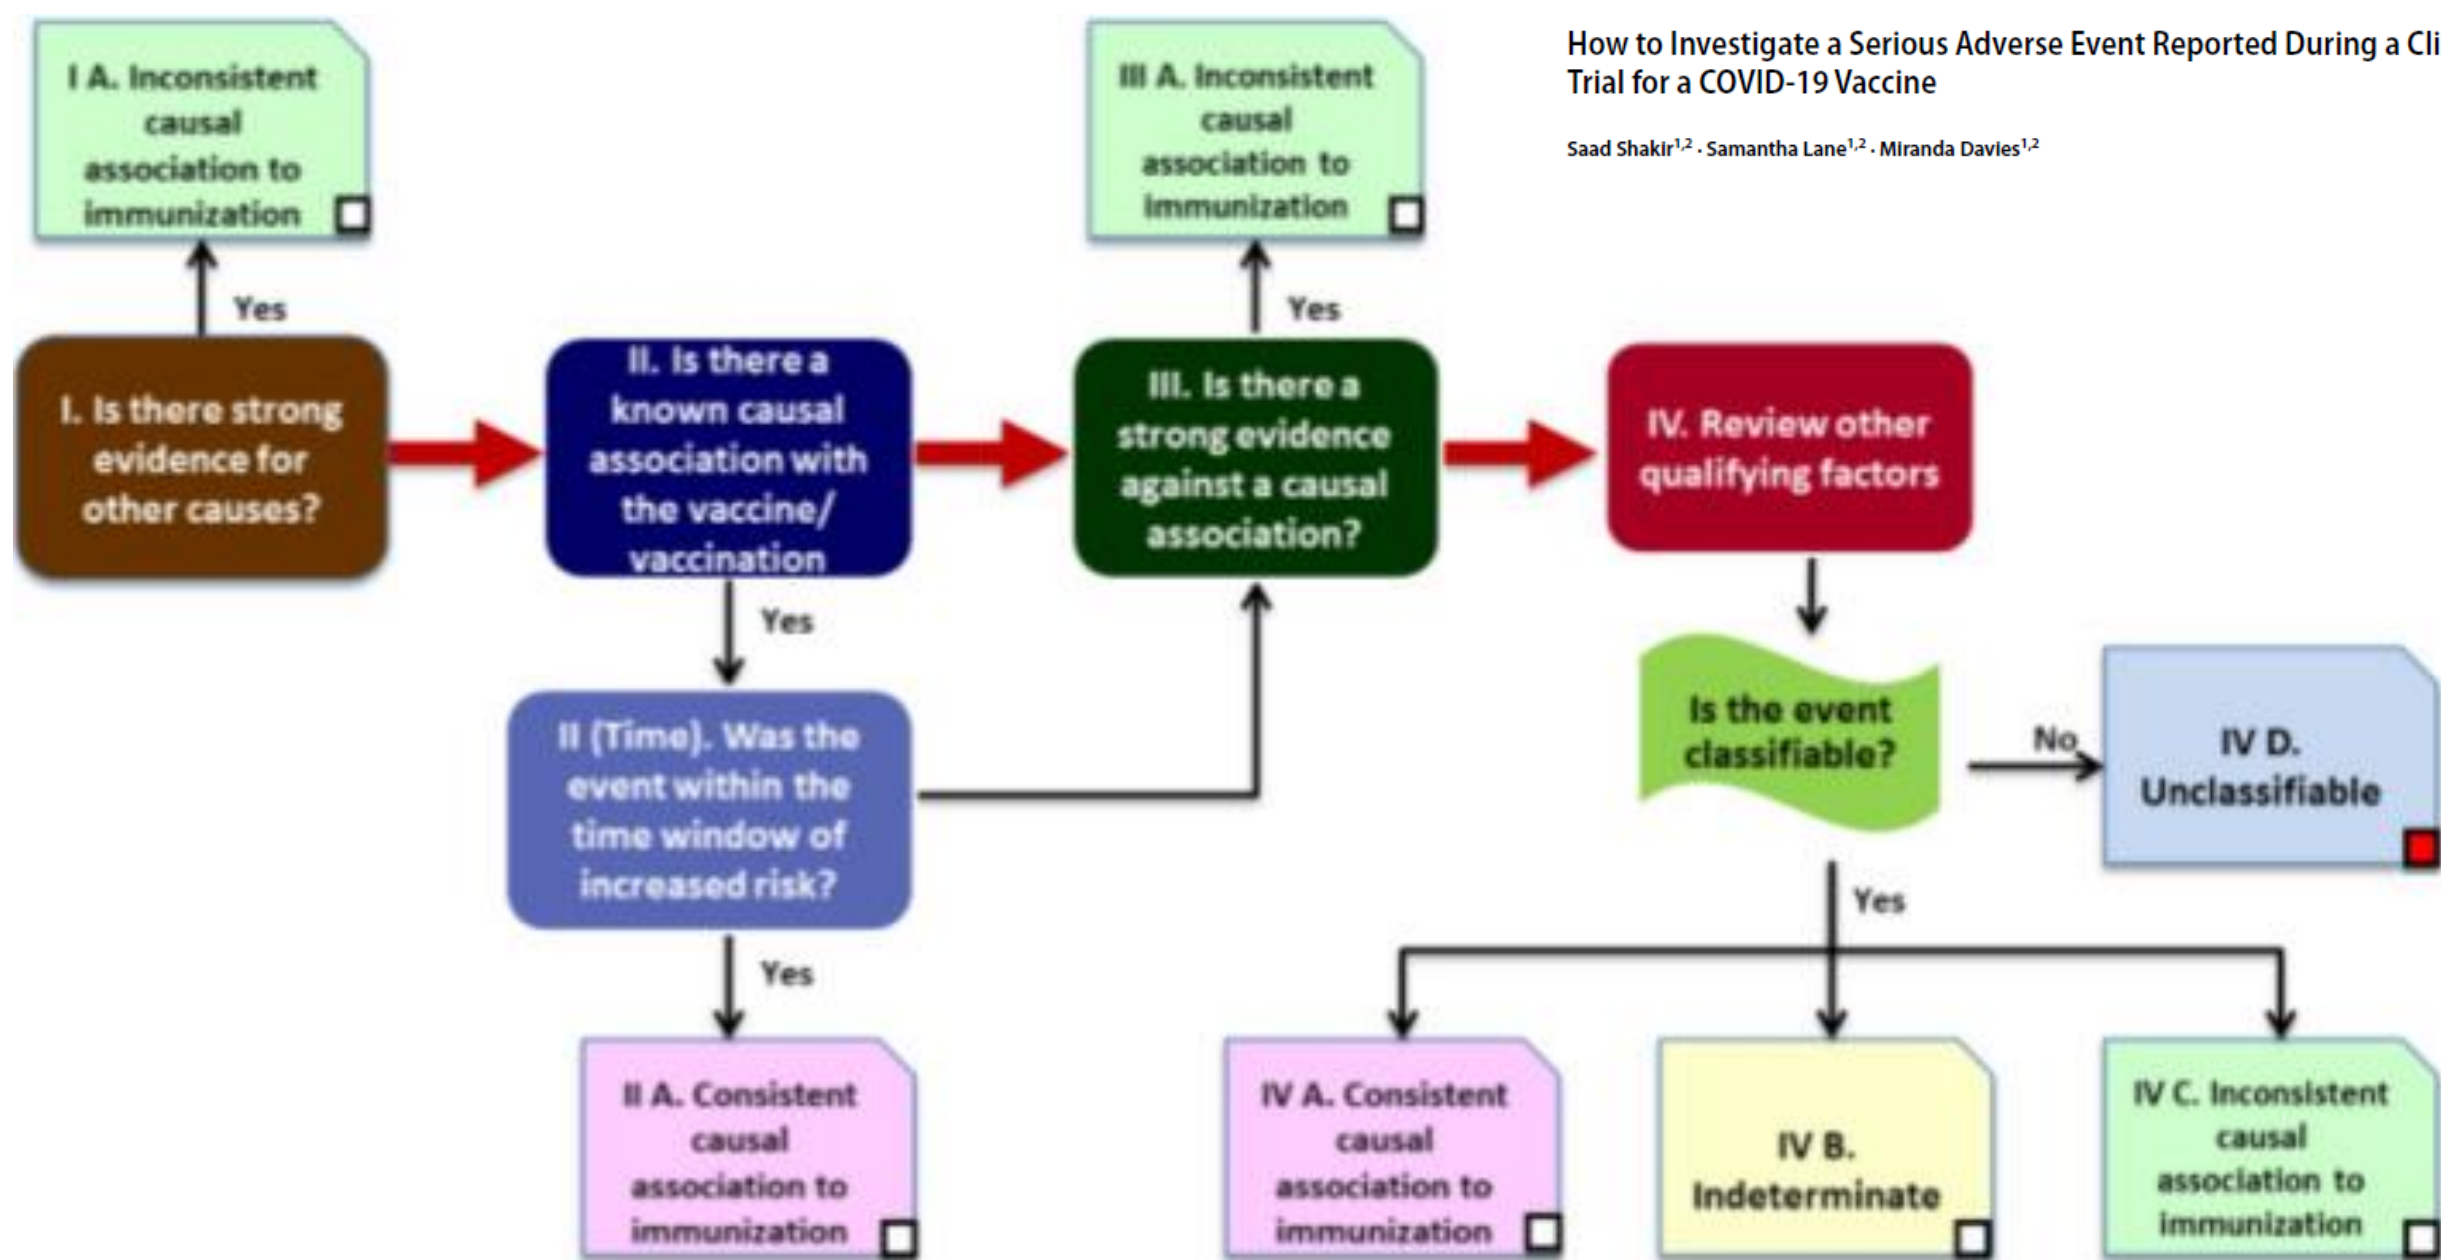 How to Investigate a Serious Adverse Event Reported During a Cli
Trial for a COVID-19 Vaccine
Saad Shakir1,2 · Samantha Lane1,2 · Miranda Davies1,2
I A. Inconsistent
causal
association to
immunization
Yes
I. Is there strong
evidence for
other causes?
II. Is there a
known causal
association with
the vaccine/
vaccination
Yes
II (Time). Was the
event within the
time window of
increased risk?
Yes
II A. Consistent
causal
association to
immunization
III A. Inconsistent
causal
association to
immunization
Yes
III. Is there a
strong evidence
against a causal
association?
IV. Review other
qualifying factors
Is the event
classifiable?
No
IV D.
Unclassifiable
Yes
IV A. Consistent
causal
association to
immunization
IV B.
Indeterminate
IV C. Inconsistent
causal
association to
immunization